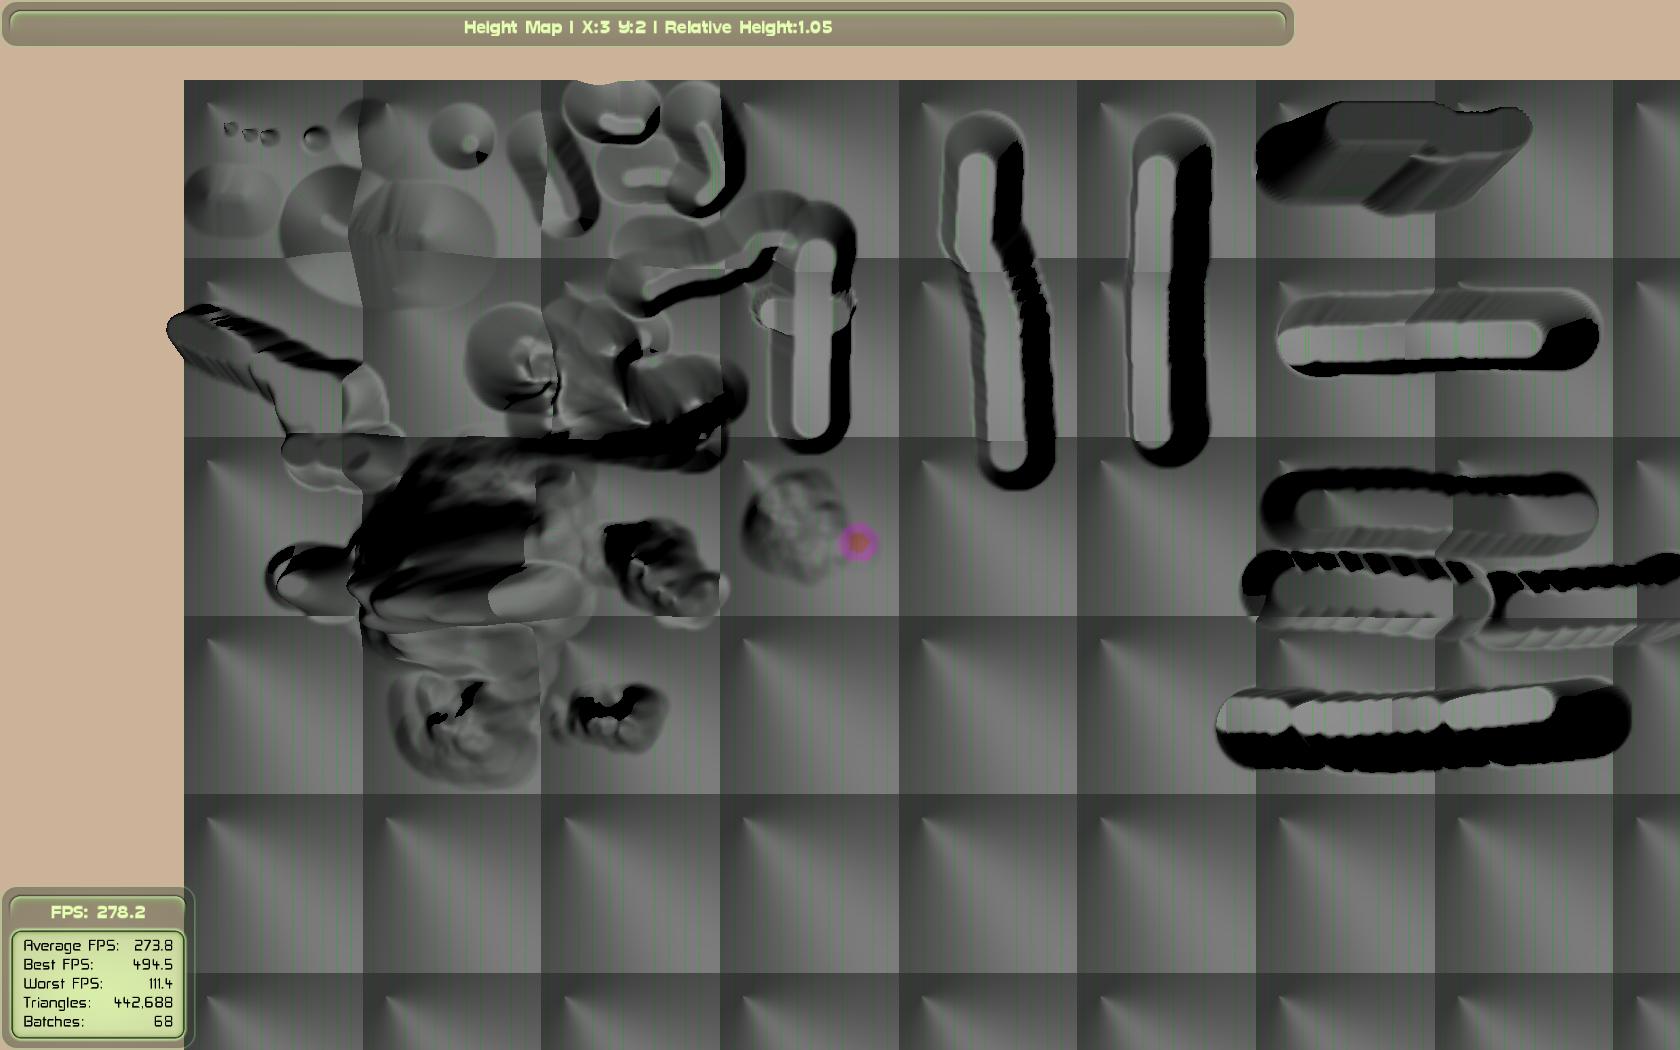 Height Map | X:3 Y:2 | Relative Height:1.05
FPS: 278.2
Average FPS: 273.8
Best FPS: 494.5
Worst FPS: 111.4
Triangles: 442,688
Batches: 68